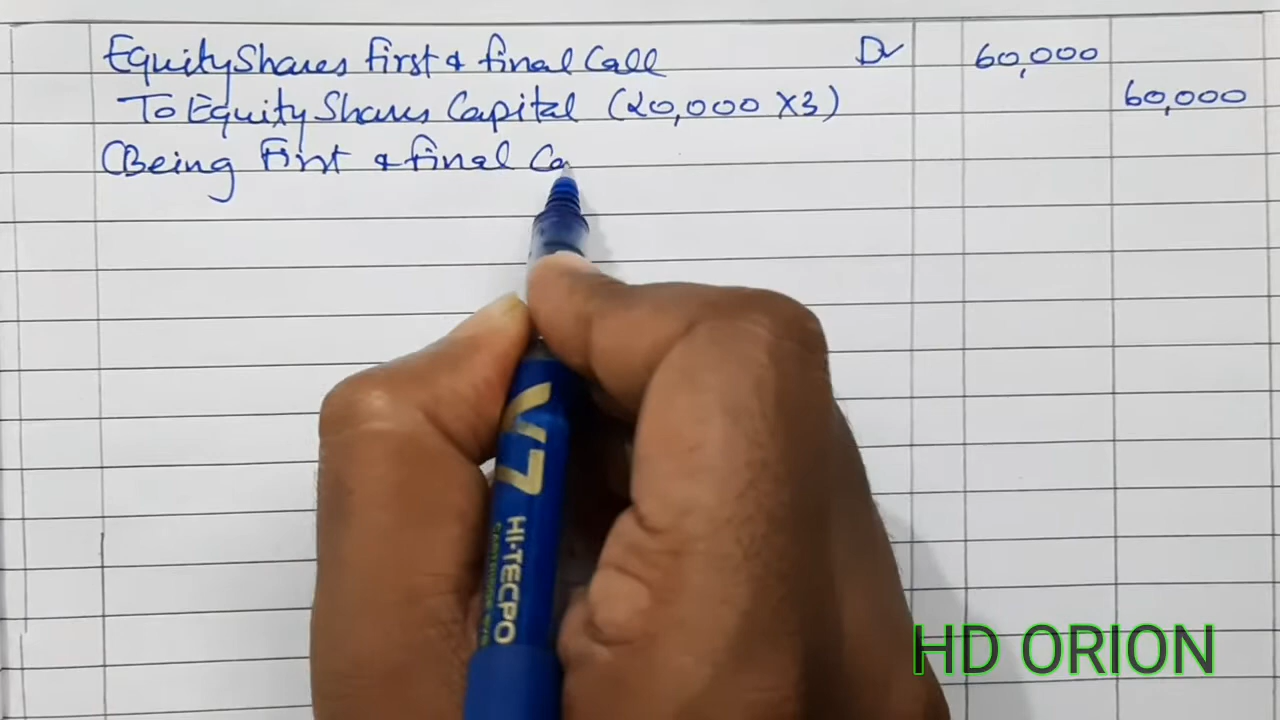 Equity Shares first & final Call Dr 60,000
To Equity Shares Capital (20,000 X3) 60,000
(Being First & final Ca
V7 HI-TECPO
HD ORION